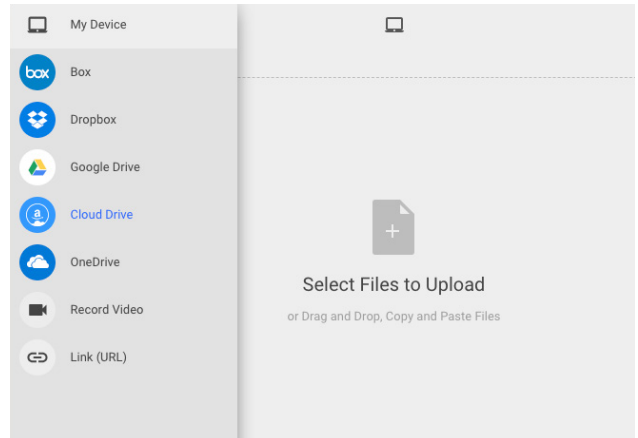 My Device
box
Box
Dropbox
Google Drive
a
Cloud Drive
OneDrive
Record Video
Link (URL)
Select Files to Upload
or Drag and Drop, Copy and Paste Files